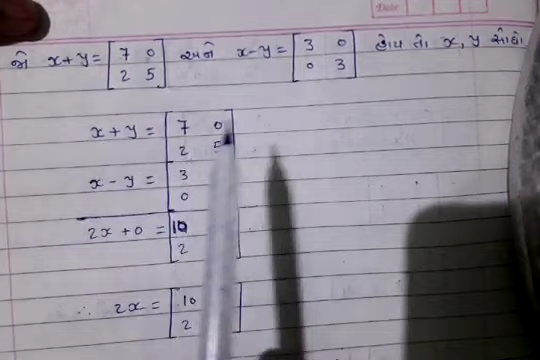 જો x+y = [7 0
2 5] અને x-y = [3 0
0 3] હોય તો x, y શોધો.
x+y = [7 0
2 5]
x-y = [3
0
2x+0 = [10
2
∴ 2x = [10
2